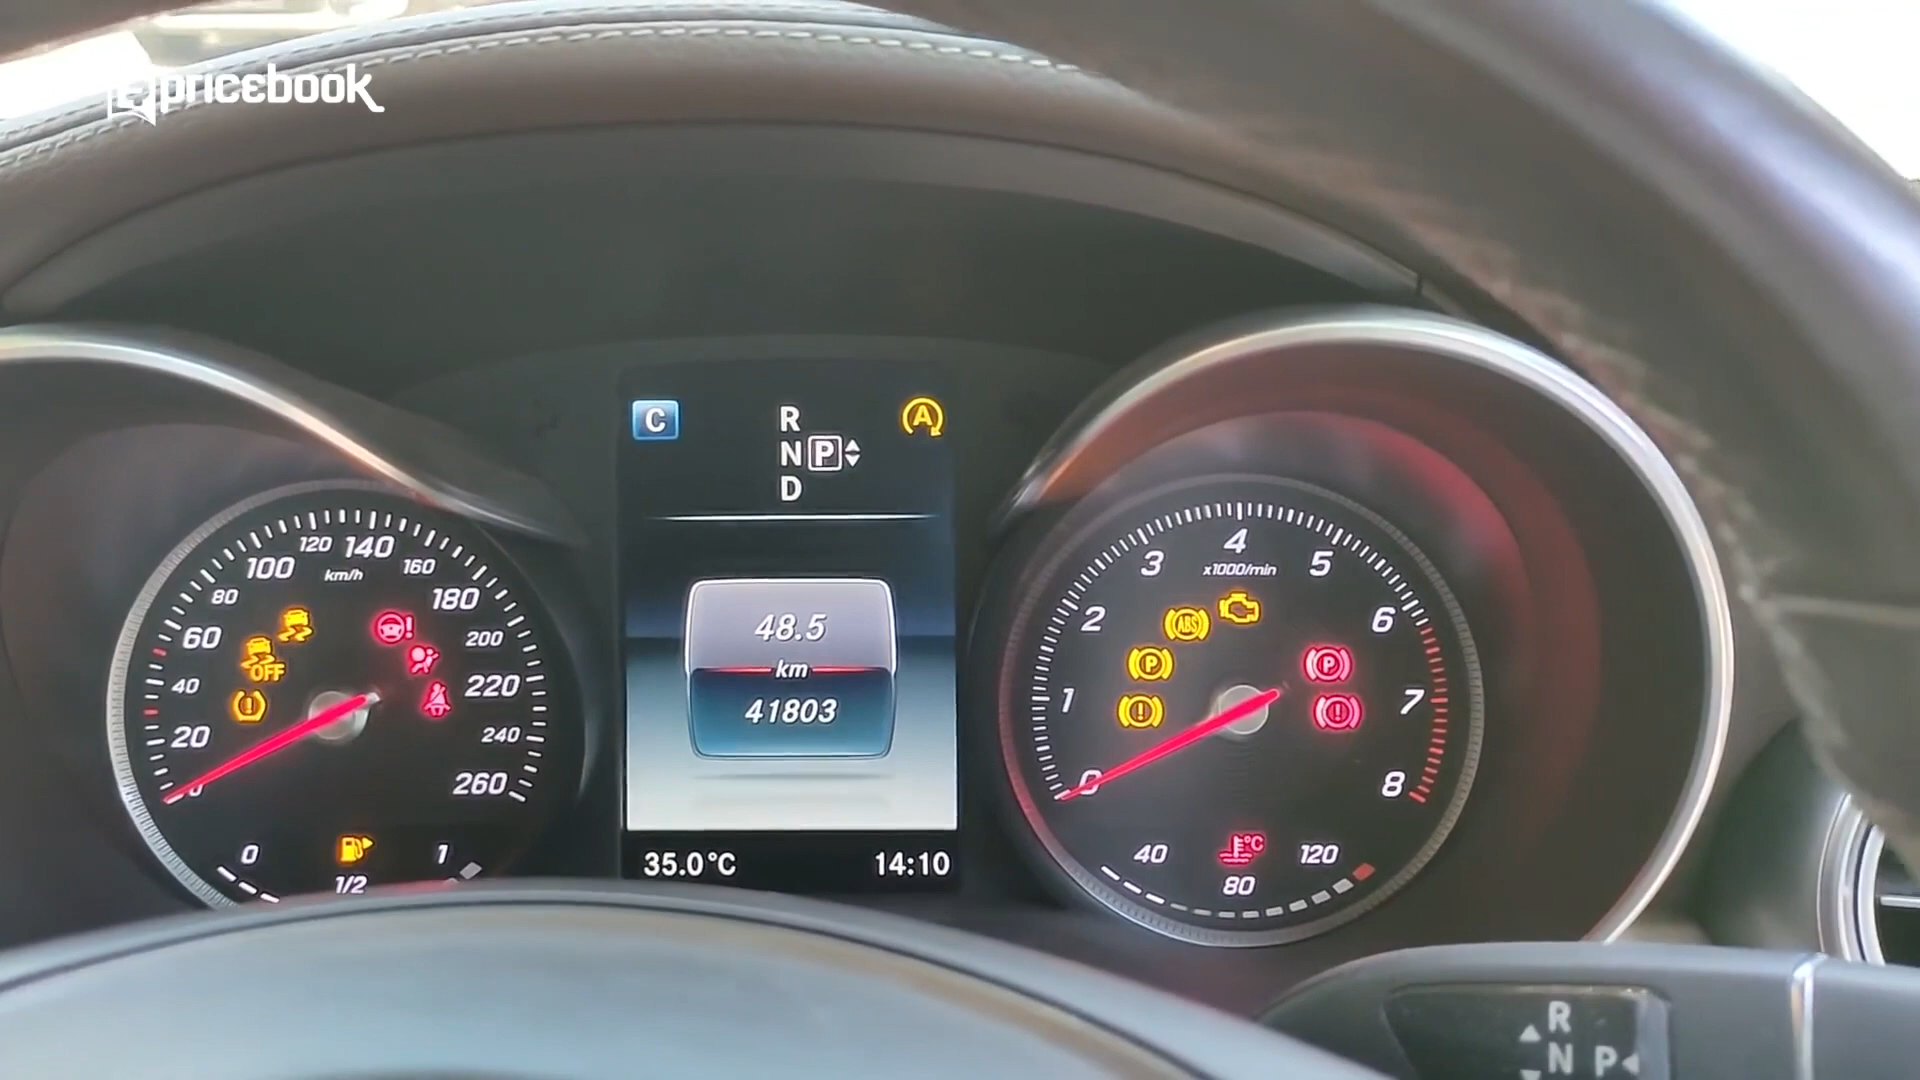 pricebook
C
R
N P
D
A
120 140
100 160
km/h
80 180
60 200
OFF
40 220
20 240
0 260
0 1
1/2
48.5
km
41803
35.0°C 14:10
4
3 5
x1000/min
2 6
ABS
P P
1 7
0 8
°C
40 120
80
R
N P